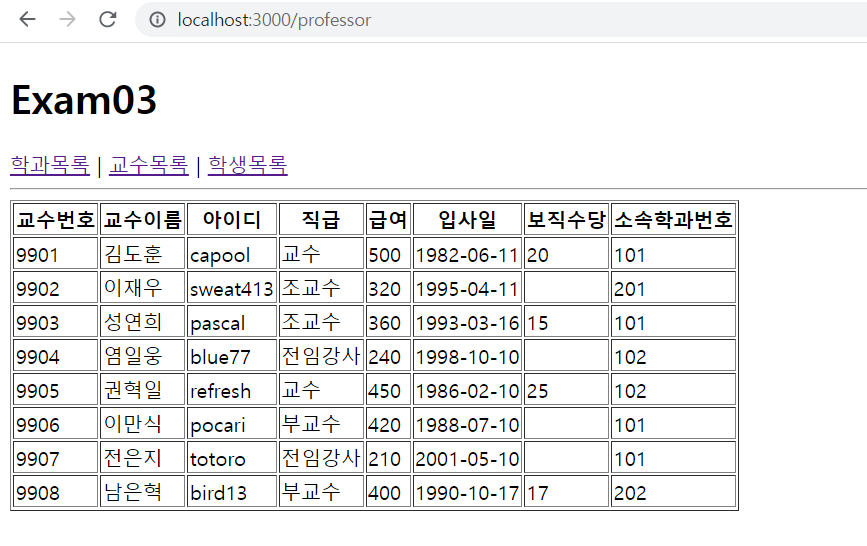 localhost:3000/professor
Exam03
학과목록 | 교수목록 | 학생목록
교수번호 교수이름 아이디 직급 급여 입사일 보직수당 소속학과번호
9901 김도훈 capool 교수 500 1982-06-11 20 101
9902 이재우 sweat413 조교수 320 1995-04-11 201
9903 성연희 pascal 조교수 360 1993-03-16 15 101
9904 염일웅 blue77 전임강사 240 1998-10-10 102
9905 권혁일 refresh 교수 450 1986-02-10 25 102
9906 이만식 pocari 부교수 420 1988-07-10 101
9907 전은지 totoro 전임강사 210 2001-05-10 101
9908 남은혁 bird13 부교수 400 1990-10-17 17 202